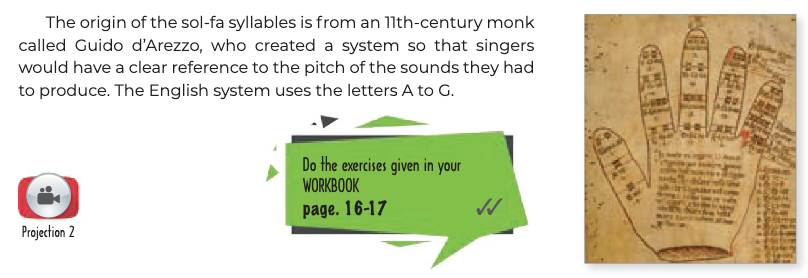 The origin of the sol-fa syllables is from an 11th-century monk
called Guido d'Arezzo, who created a system so that singers
would have a clear reference to the pitch of the sounds they had
to produce. The English system uses the letters A to G.
Do the exercises given in your
WORKBOOK
page. 16-17
Projection 2